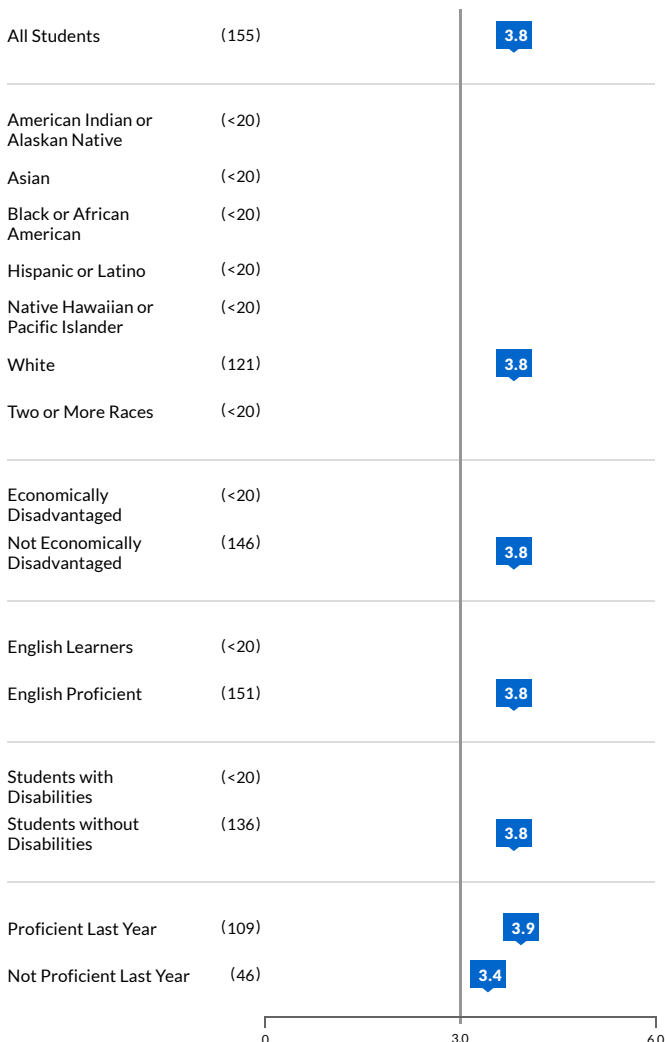 All Students (155) 3.8
American Indian or (<20)
Alaskan Native
Asian (<20)
Black or African (<20)
American
Hispanic or Latino (<20)
Native Hawaiian or (<20)
Pacific Islander
White (121) 3.8
Two or More Races (<20)
Economically (<20)
Disadvantaged
Not Economically (146) 3.8
Disadvantaged
English Learners (<20)
English Proficient (151) 3.8
Students with (<20)
Disabilities
Students without (136) 3.8
Disabilities
Proficient Last Year (109) 3.9
Not Proficient Last Year (46) 3.4
0 3.0 6.0